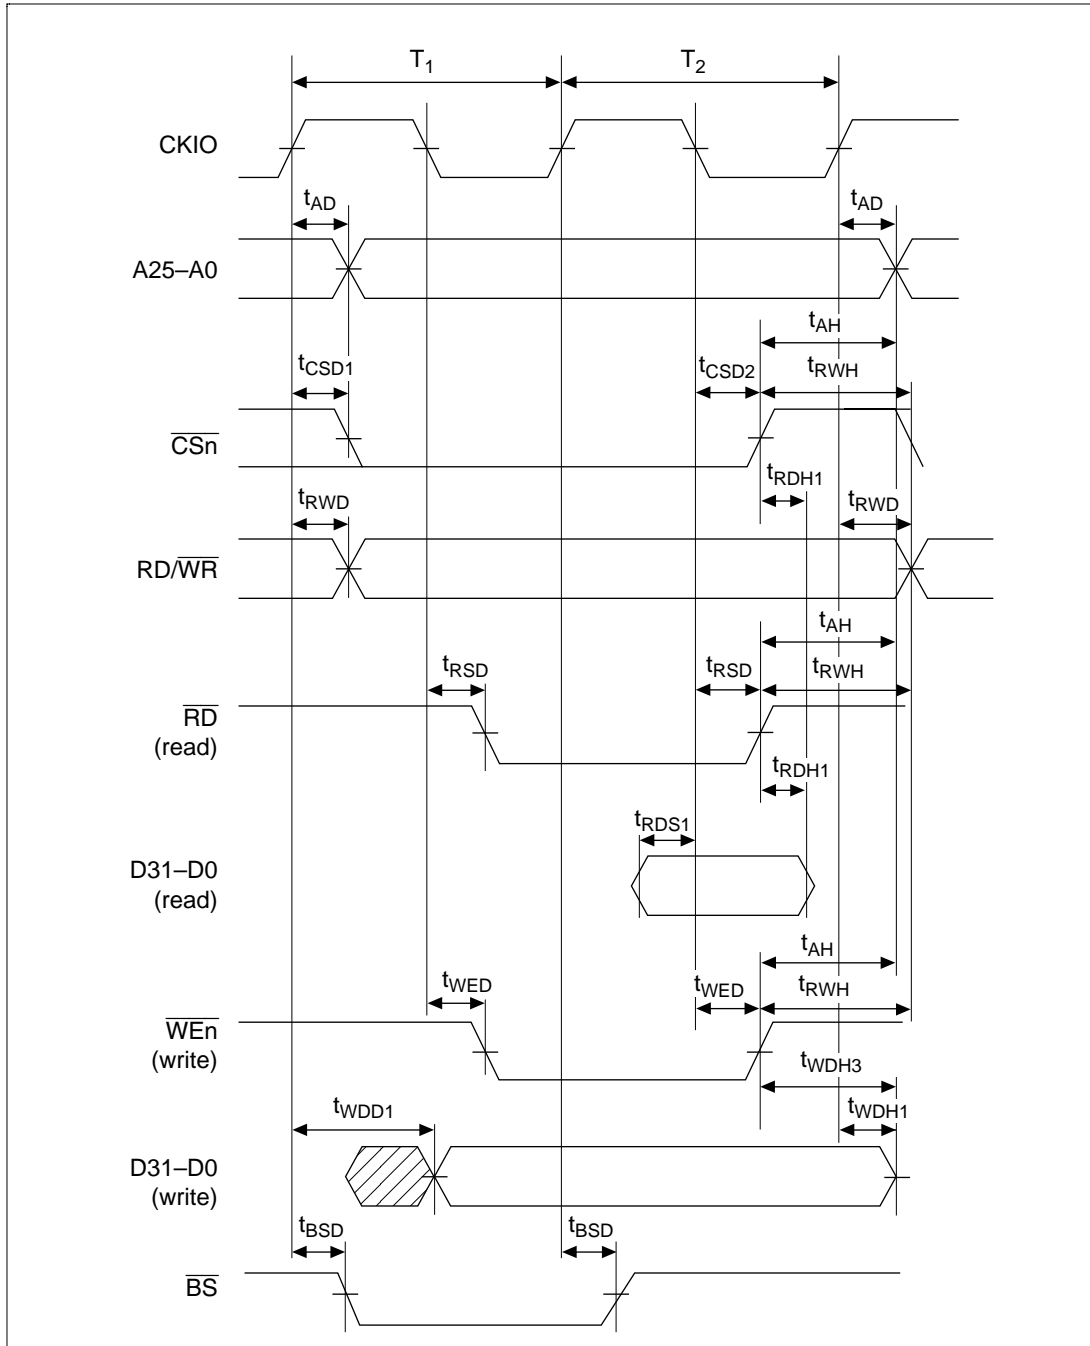 T1 T2
CKIO
tAD tAD
A25–A0
tAH
tCSD1 tCSD2 tRWH
CSn
tRDH1
tRWD tRWD
RD/WR
tAH
tRSD tRSD tRWH
RD
(read)
tRDH1
tRDS1
D31–D0
(read)
tAH
tWED tWED tRWH
WEn
(write)
tWDH3
tWDD1 tWDH1
D31–D0
(write)
tBSD tBSD
BS